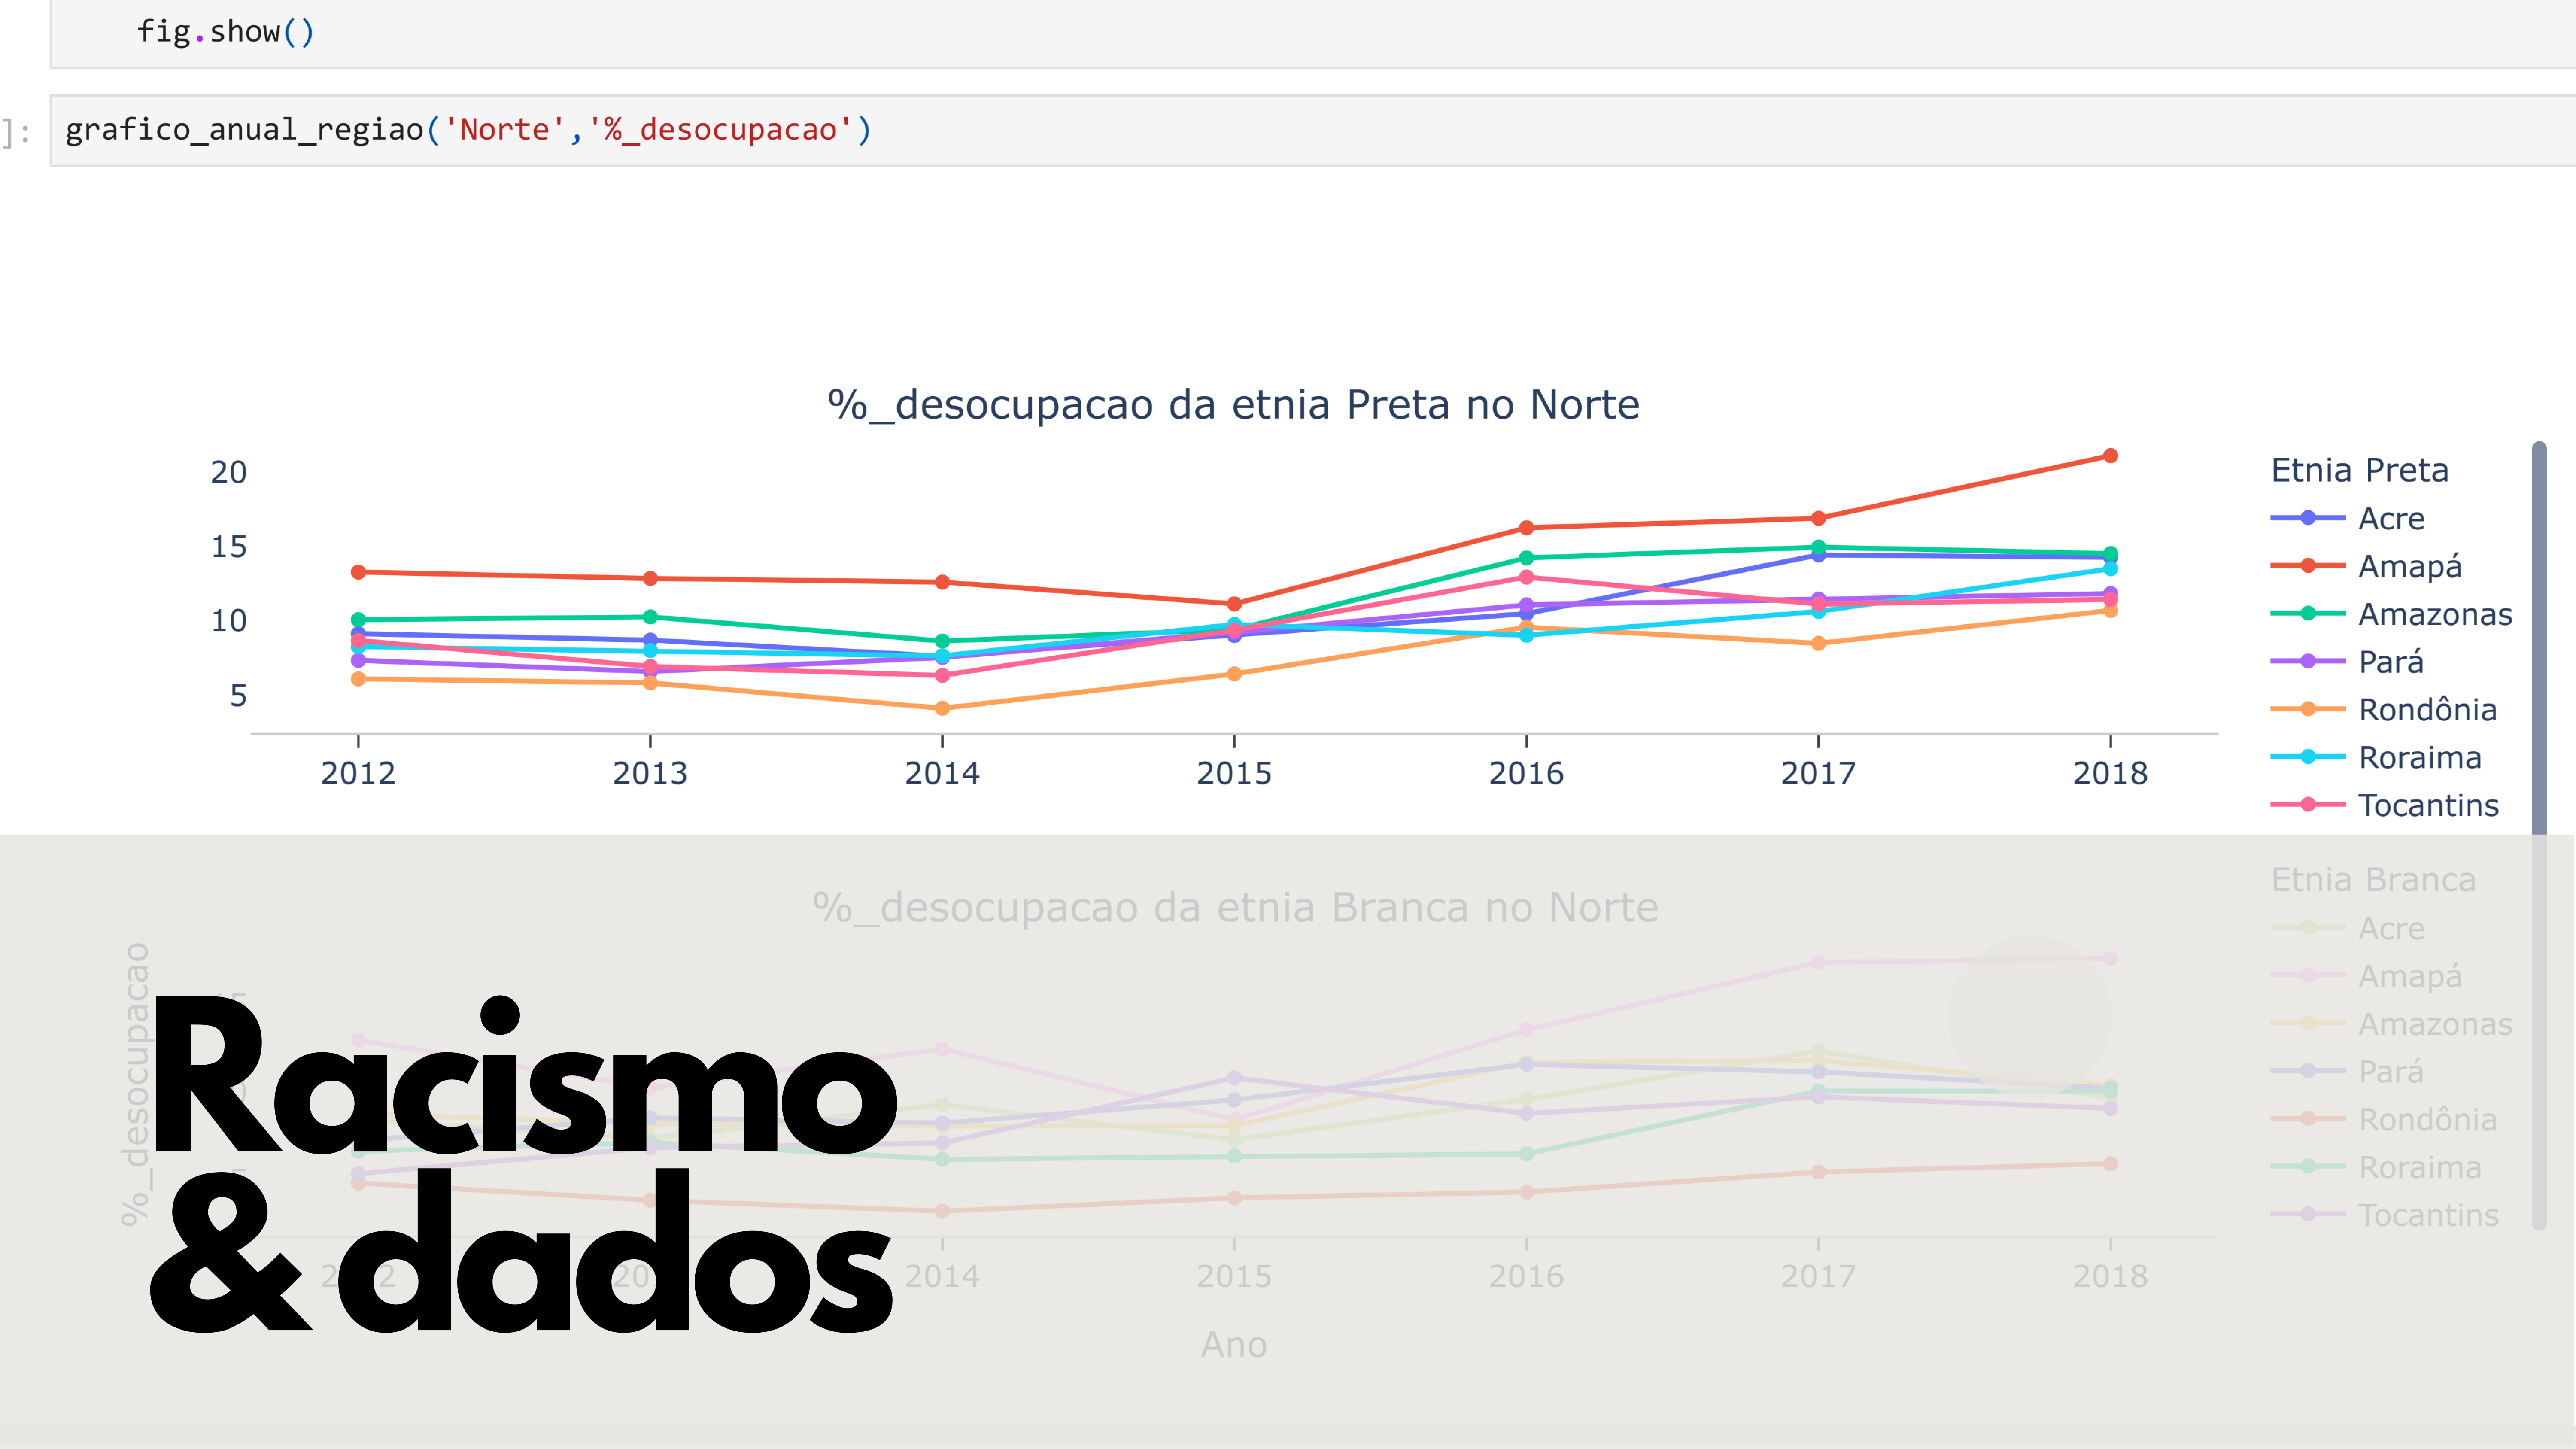 fig.show()
]:
grafico_anual_regiao('Norte','%_desocupacao')
%_desocupacao da etnia Preta no Norte
20
15
10
5
2012 2013 2014 2015 2016 2017 2018
Etnia Preta
Acre
Amapá
Amazonas
Pará
Rondônia
Roraima
Tocantins
%_desocupacao da etnia Branca no Norte
%_desocupacao
Racismo
& dados
2014 2015 2016 2017 2018
Ano
Etnia Branca
Acre
Amapá
Amazonas
Pará
Rondônia
Roraima
Tocantins